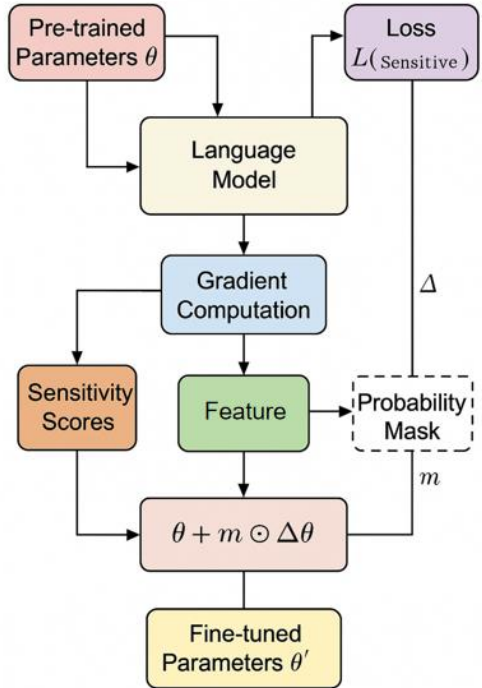 Pre-trained
Parameters θ
Loss
L(Sensitive)
Language
Model
Gradient
Computation
Δ
Sensitivity
Scores
Feature
Probability
Mask
m
θ + m ⊙ Δθ
Fine-tuned
Parameters θ′